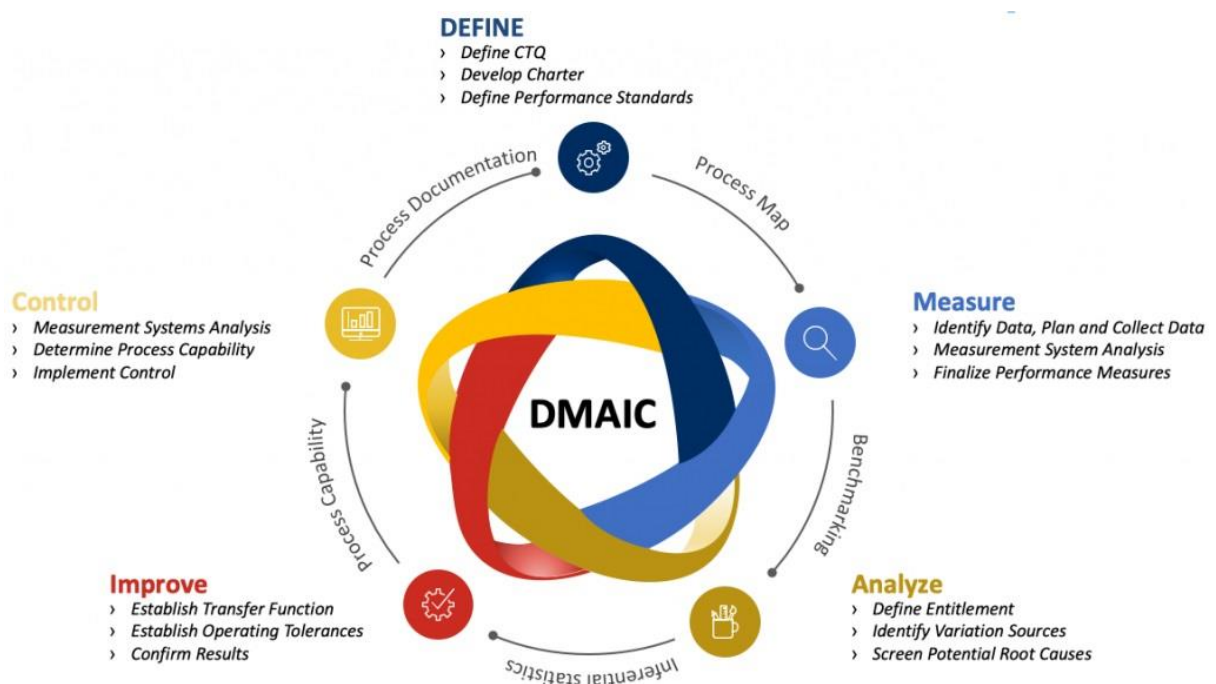 DEFINE
› Define CTQ
› Develop Charter
› Define Performance Standards
Process Documentation
Process Map
Control
› Measurement Systems Analysis
› Determine Process Capability
› Implement Control
Measure
› Identify Data, Plan and Collect Data
› Measurement System Analysis
› Finalize Performance Measures
DMAIC
Process Capability
Benchmarking
Improve
› Establish Transfer Function
› Establish Operating Tolerances
› Confirm Results
Analyze
› Define Entitlement
› Identify Variation Sources
› Screen Potential Root Causes
Inferential statistics